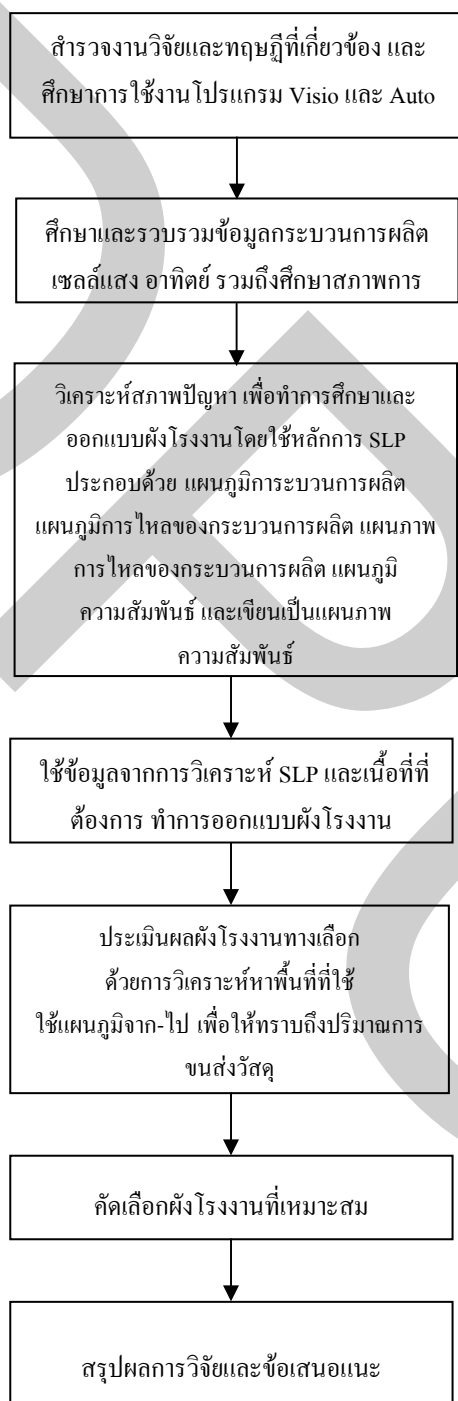 สำรวจงานวิจัยและทฤษฎีที่เกี่ยวข้อง และ
ศึกษาการใช้งานโปรแกรม Visio และ Auto
ศึกษาและรวบรวมข้อมูลกระบวนการผลิต
เซลล์แสง อาทิตย์ รวมถึงศึกษาสภาพการ
วิเคราะห์สภาพปัญหา เพื่อทำการศึกษาและ
ออกแบบผังโรงงานโดยใช้หลักการ SLP
ประกอบด้วย แผนภูมิการะบวนการผลิต
แผนภูมิการไหลของกระบวนการผลิต แผนภาพ
การไหลของกระบวนการผลิต แผนภูมิ
ความสัมพันธ์ และเขียนเป็นแผนภาพ
ความสัมพันธ์
ใช้ข้อมูลจากการวิเคราะห์ SLP และเนื้อที่ที่
ต้องการ ทำการออกแบบผังโรงงาน
ประเมินผลผังโรงงานทางเลือก
ด้วยการวิเคราะห์หาพื้นที่ที่ใช้
ใช้แผนภูมิจาก-ไป เพื่อให้ทราบถึงปริมาณการ
ขนส่งวัสดุ
คัดเลือกผังโรงงานที่เหมาะสม
สรุปผลการวิจัยและข้อเสนอแนะ